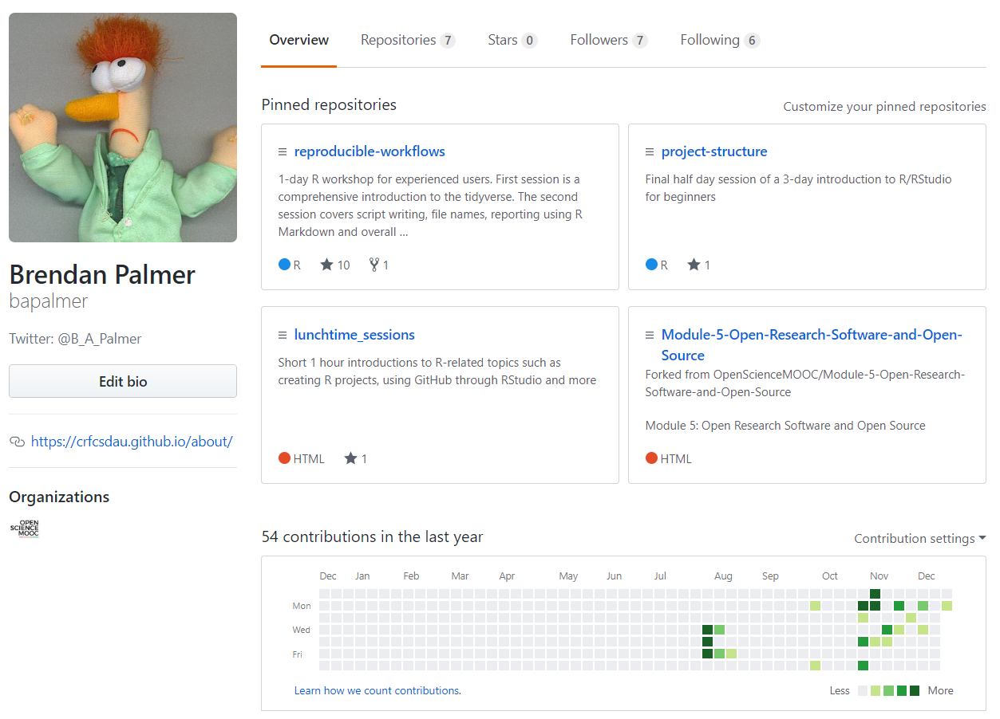 Brendan Palmer
bapalmer
Twitter: @B_A_Palmer
Edit bio
https://crfcsdau.github.io/about/
Organizations
OPEN
SCIENCE
MOOC
Overview Repositories 7 Stars 0 Followers 7 Following 6
Pinned repositories
Customize your pinned repositories
reproducible-workflows
1-day R workshop for experienced users. First session is a
comprehensive introduction to the tidyverse. The second
session covers script writing, file names, reporting using R
Markdown and overall ...
R 10 1
project-structure
Final half day session of a 3-day introduction to R/RStudio
for beginners
R 1
lunchtime_sessions
Short 1 hour introductions to R-related topics such as
creating R projects, using GitHub through RStudio and more
HTML 1
Module-5-Open-Research-Software-and-Open-
Source
Forked from OpenScienceMOOC/Module-5-Open-Research-
Software-and-Open-Source
Module 5: Open Research Software and Open Source
HTML
54 contributions in the last year
Contribution settings
Dec Jan Feb Mar Apr May Jun Jul Aug Sep Oct Nov Dec
Mon
Wed
Fri
Learn how we count contributions.
Less More